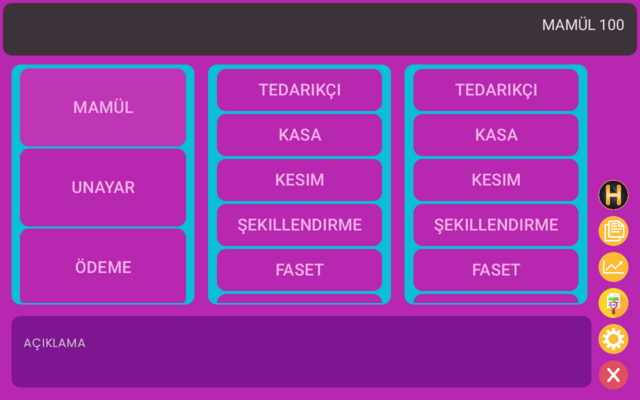 MAMÜL 100
MAMÜL
UNAYAR
ÖDEME
TEDARIKÇI
KASA
KESIM
ŞEKILLENDIRME
FASET
TEDARIKÇI
KASA
KESIM
ŞEKILLENDIRME
FASET
H
AÇIKLAMA